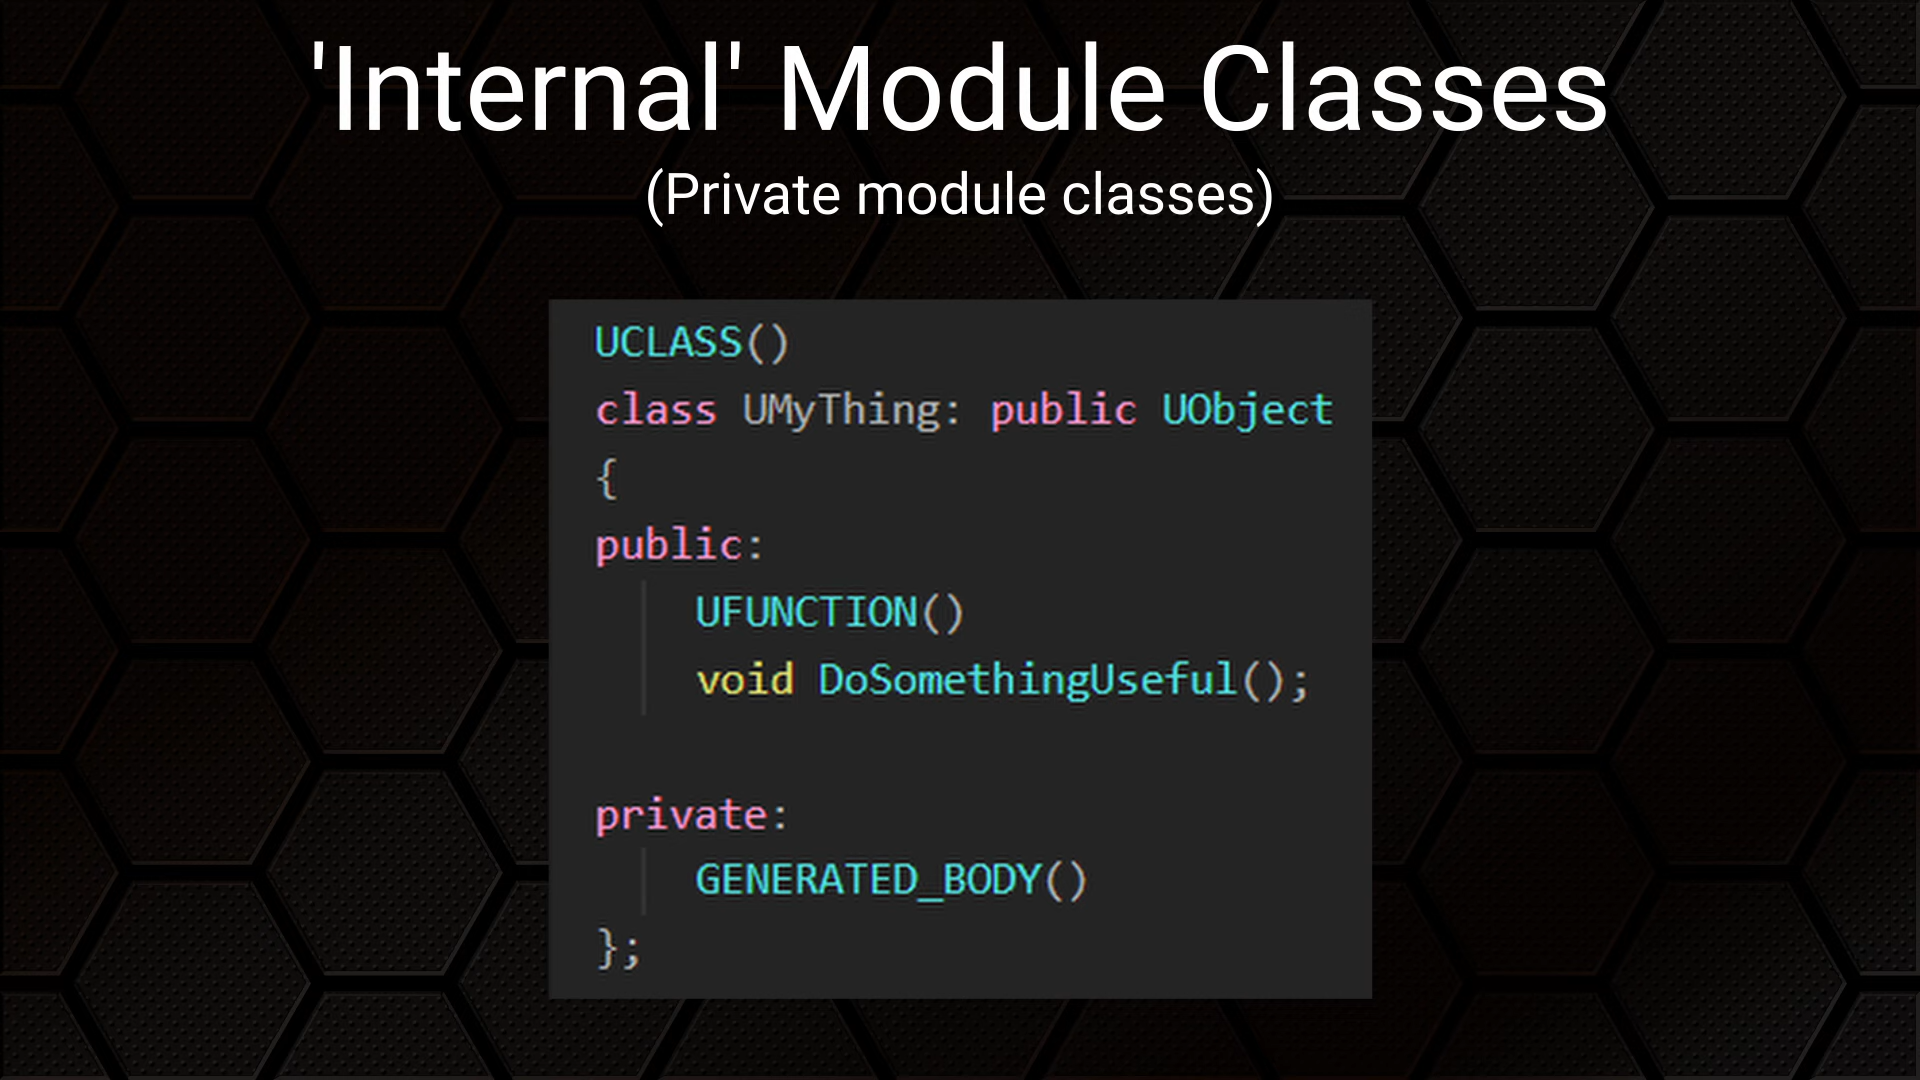 'Internal' Module Classes
(Private module classes)
UCLASS()
class UMyThing: public UObject
{
public:
UFUNCTION()
void DoSomethingUseful();
private:
GENERATED_BODY()
};